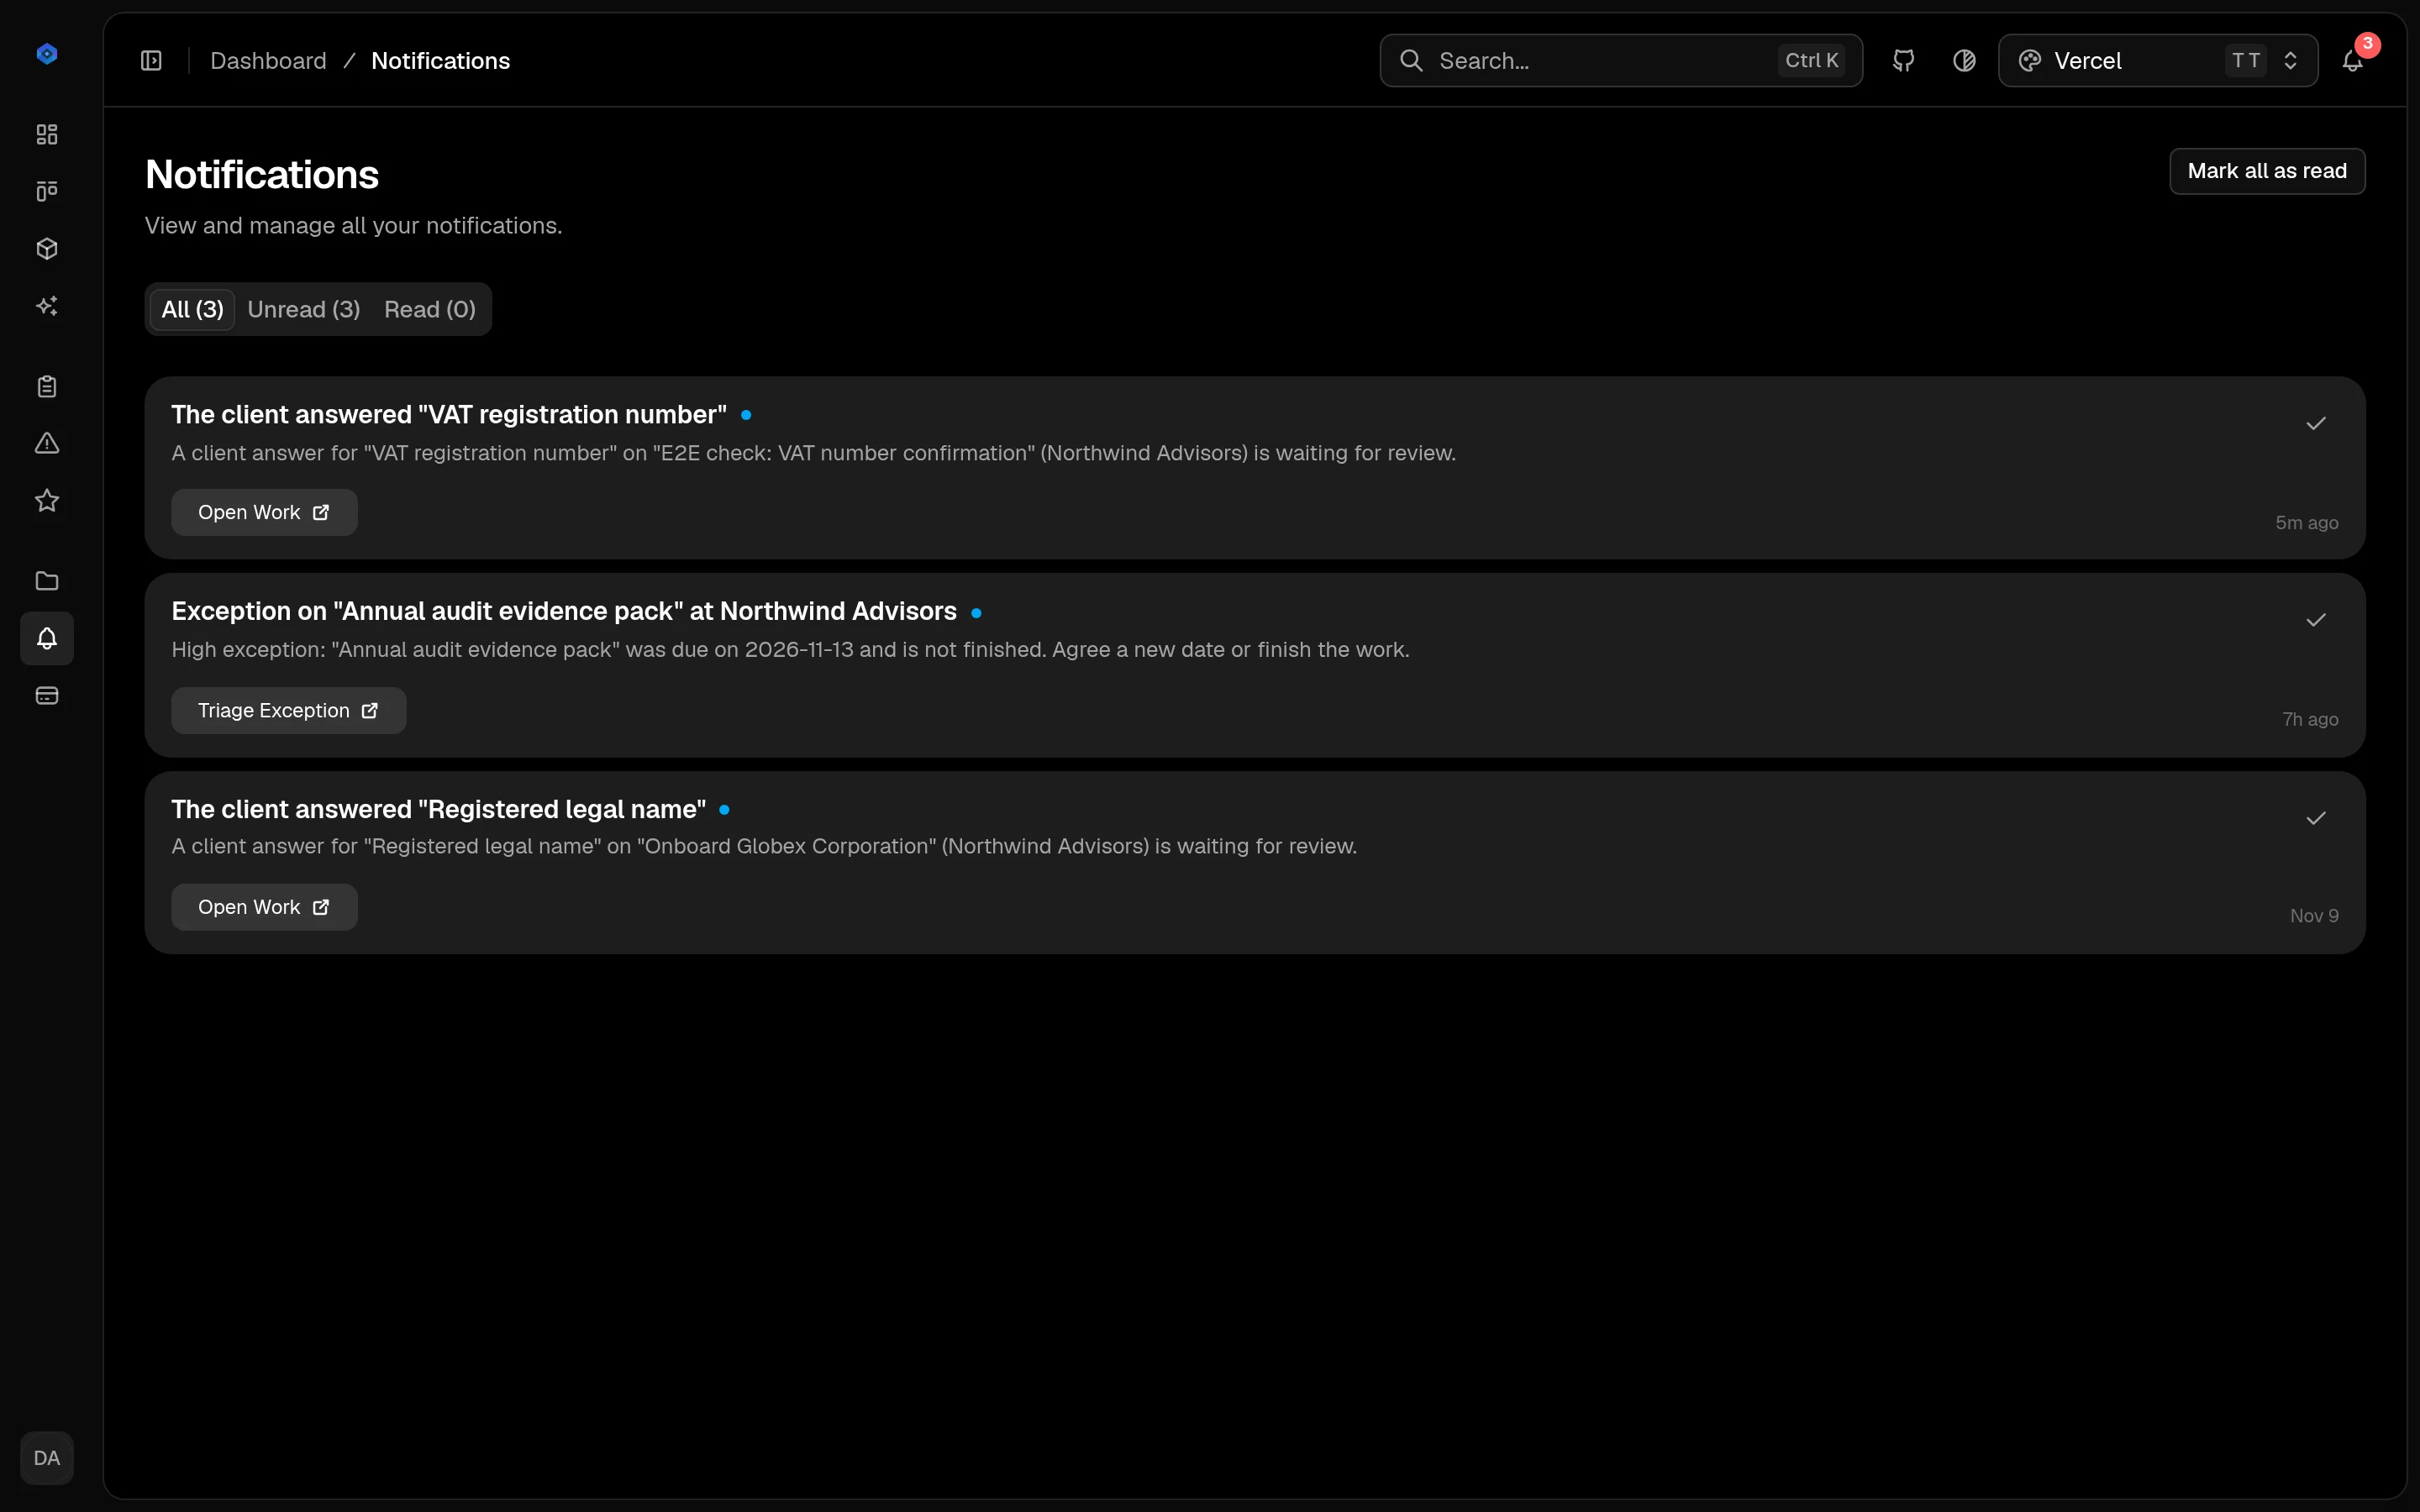 Dashboard / Notifications
Search...
Ctrl K
Vercel
T T
3
Notifications
Mark all as read
View and manage all your notifications.
All (3)
Unread (3)
Read (0)
The client answered "VAT registration number"
A client answer for "VAT registration number" on "E2E check: VAT number confirmation" (Northwind Advisors) is waiting for review.
Open Work
5m ago
Exception on "Annual audit evidence pack" at Northwind Advisors
High exception: "Annual audit evidence pack" was due on 2026-11-13 and is not finished. Agree a new date or finish the work.
Triage Exception
7h ago
The client answered "Registered legal name"
A client answer for "Registered legal name" on "Onboard Globex Corporation" (Northwind Advisors) is waiting for review.
Open Work
Nov 9
DA